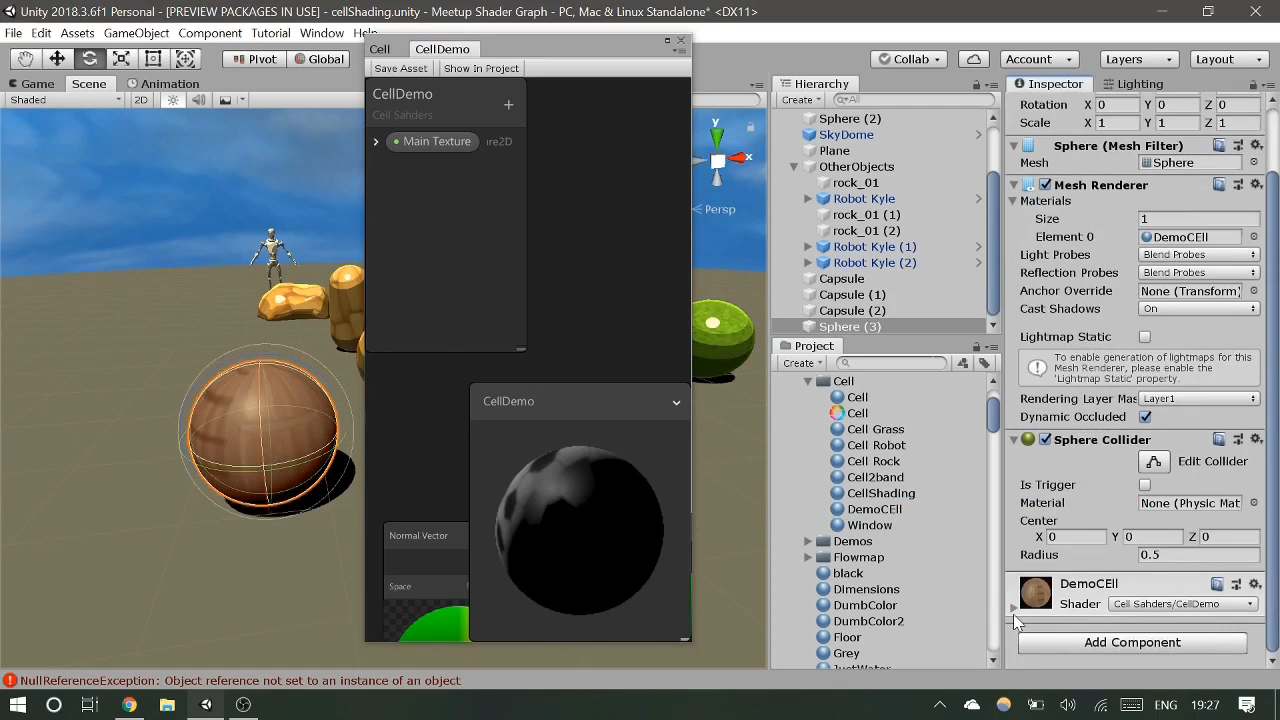 Unity 2018.3.6f1 Personal - [PREVIEW PACKAGES IN USE] - cellShading.unity - Meetup Shader Graph - PC, Mac & Linux Standalone* <DX11>
File Edit Assets GameObject Component Tutorial Window Help
Pivot Global Collab Account Layers Layout
Game Scene Animation
Shaded 2D
Cell CellDemo
Save Asset Show In Project
CellDemo
Cell Sahders
Main Texture ire2D
CellDemo
Normal Vector
Space
y
x
Persp
Hierarchy
Create All
Sphere (2)
SkyDome
Plane
OtherObjects
rock_01
Robot Kyle
rock_01 (1)
rock_01 (2)
Robot Kyle (1)
Robot Kyle (2)
Capsule
Capsule (1)
Capsule (2)
Sphere (3)
Project
Create
Cell
Cell
Cell
Cell Grass
Cell Robot
Cell Rock
Cell2band
CellShading
DemoCEll
Window
Demos
Flowmap
black
Dimensions
DumbColor
DumbColor2
Floor
Grey
JustWater
Inspector Lighting
Rotation X 0 Y 0 Z 0
Scale X 1 Y 1 Z 1
Sphere (Mesh Filter)
Mesh Sphere
Mesh Renderer
Materials
Size 1
Element 0 DemoCEll
Light Probes Blend Probes
Reflection Probes Blend Probes
Anchor Override None (Transform)
Cast Shadows On
Lightmap Static
To enable generation of lightmaps for this
Mesh Renderer, please enable the
'Lightmap Static' property.
Rendering Layer Mas Layer1
Dynamic Occluded
Sphere Collider
Edit Collider
Is Trigger
Material None (Physic Mat
Center
X 0 Y 0 Z 0
Radius 0.5
DemoCEll
Shader Cell Sahders/CellDemo
Add Component
NullReferenceException: Object reference not set to an instance of an object
ENG 19:27